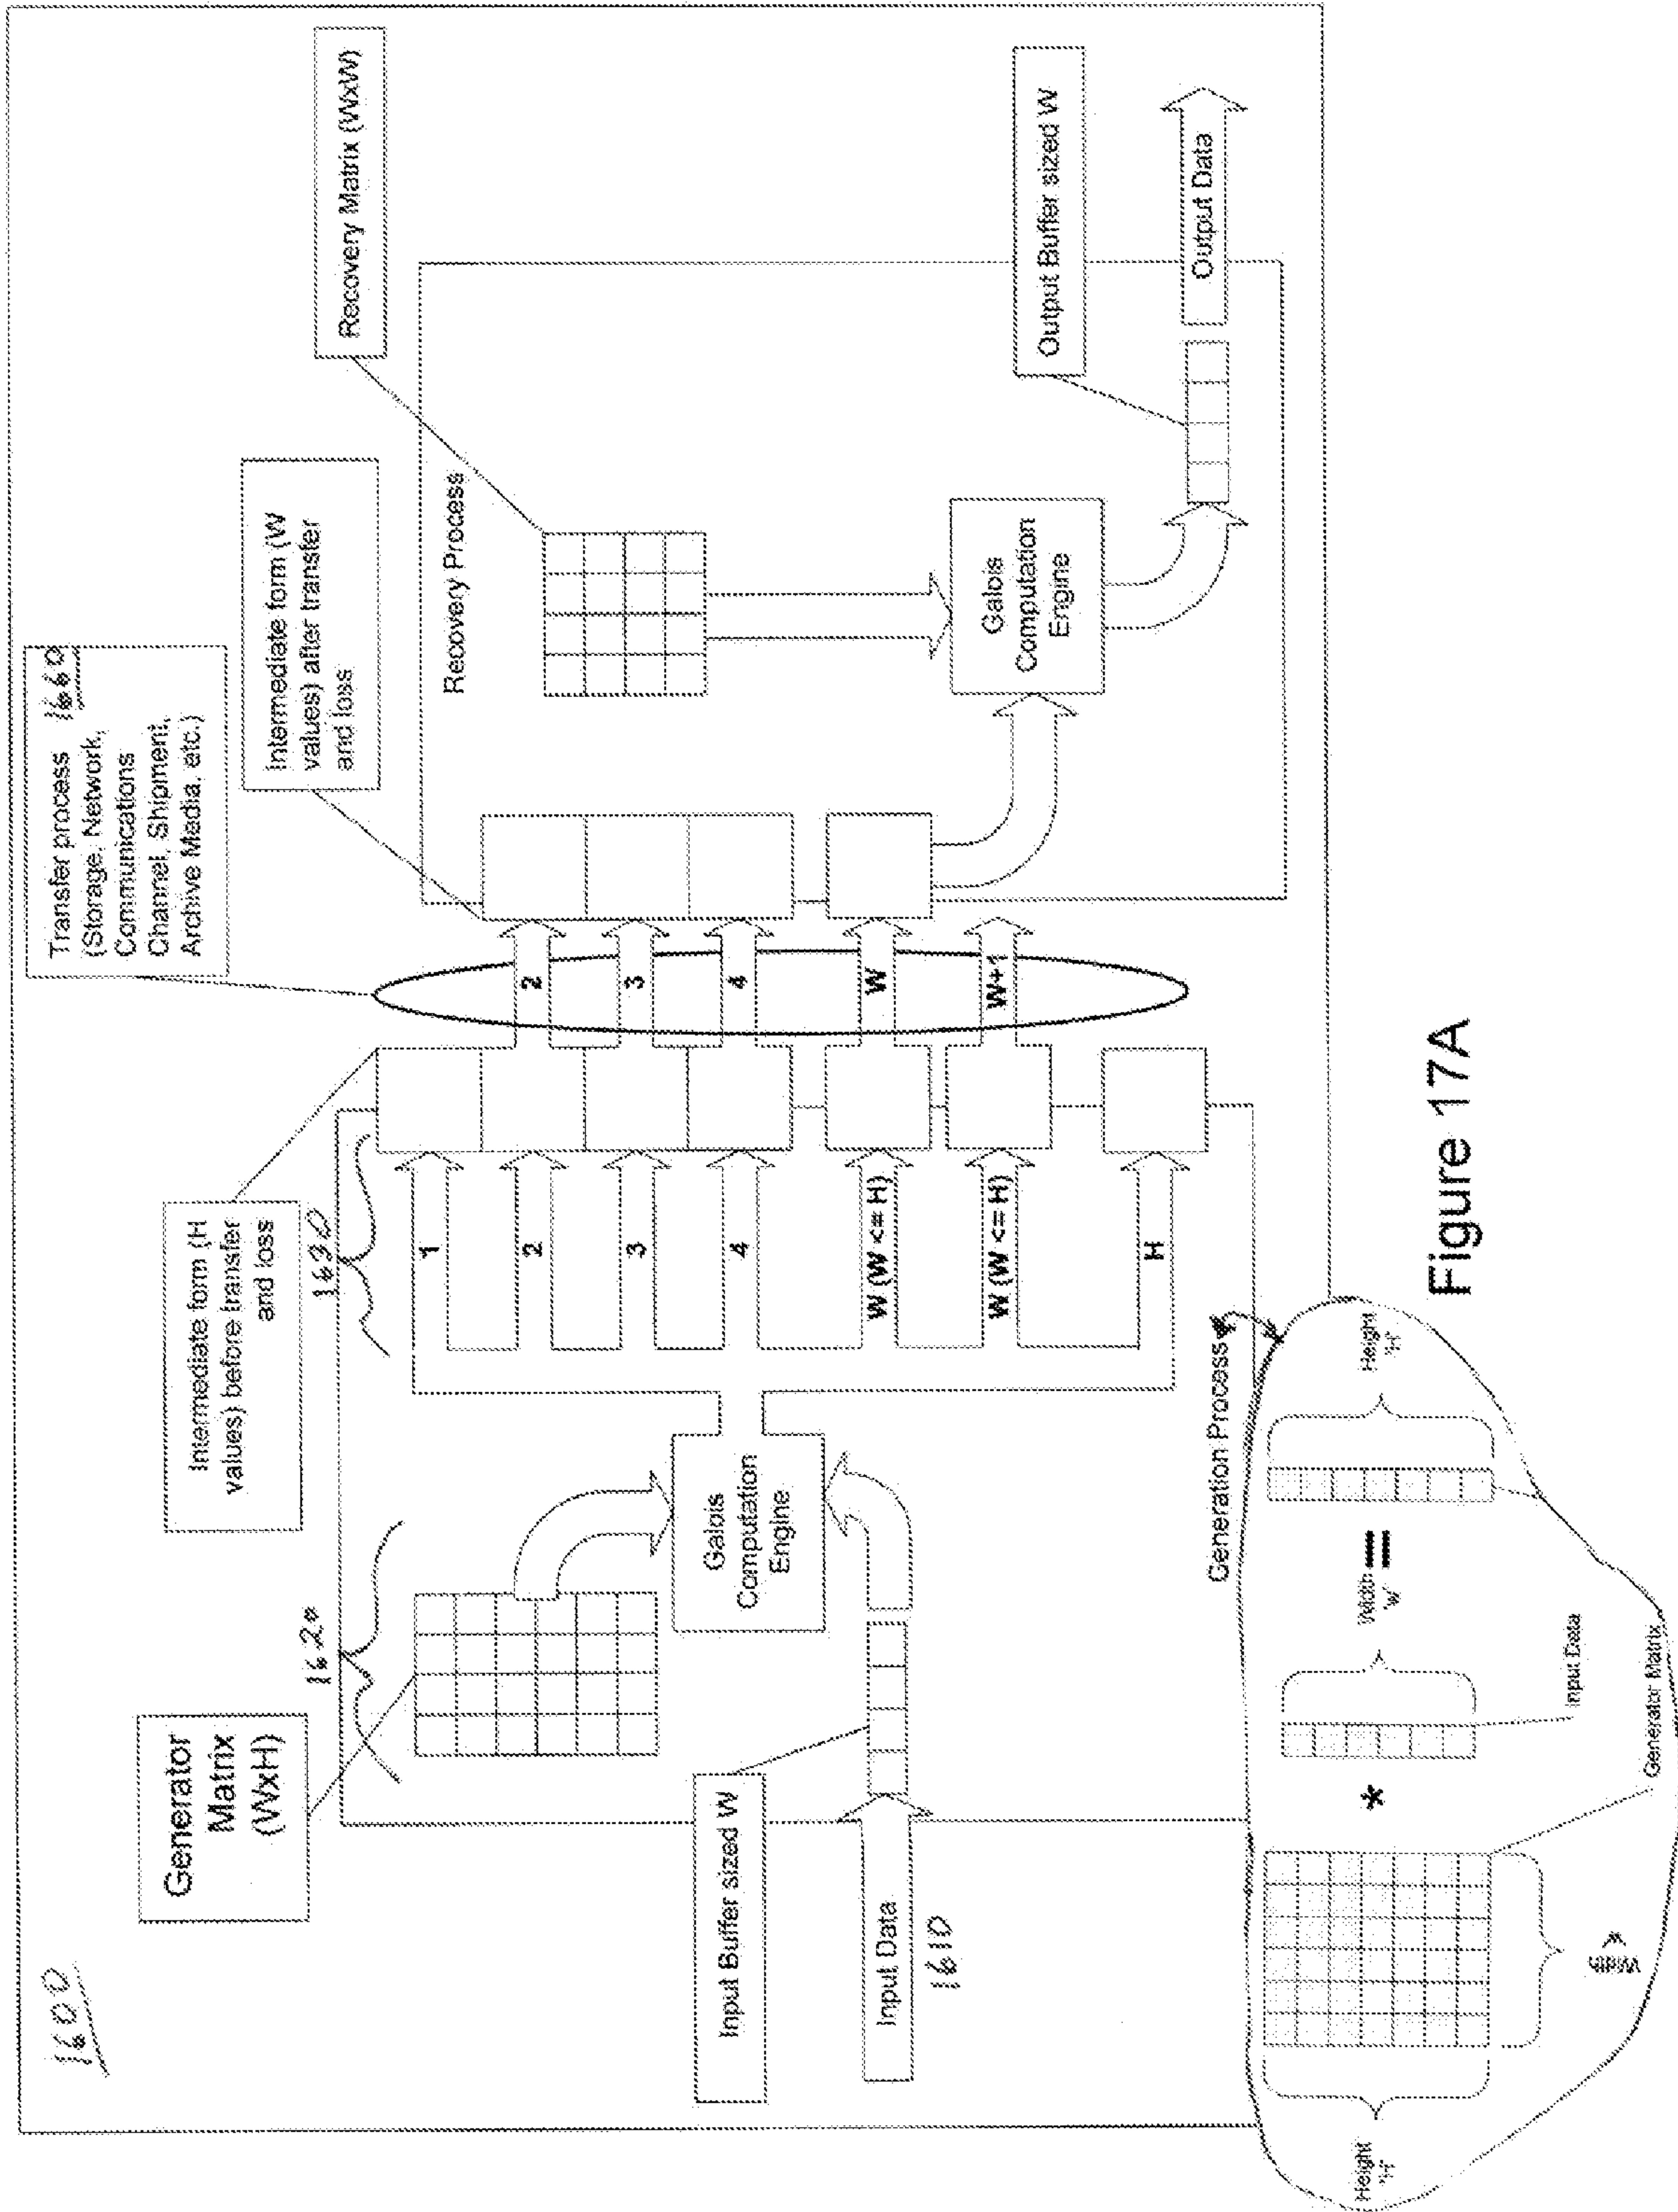 1600
Generator
Matrix
(WxH)
1620
Intermediate form (H
values) before transfer
and loss
1630
Transfer process 1660
(Storage, Network,
Communications
Channel, Shipment,
Archive Media, etc.)
Intermediate form (W
values) after transfer
and loss
Recovery Matrix (WxW)
Recovery Process
Input Buffer sized W
Input Data
1610
Galois
Computation
Engine
1
2
3
4
W (W <= H)
W (W <= H)
H
2
3
4
W
W+1
Galois
Computation
Engine
Output Buffer sized W
Output Data
Generation Process
Height
'H'
Width
*
Width
'w'
=
Height
'H'
Input Data
Generator Matrix
Figure 17A